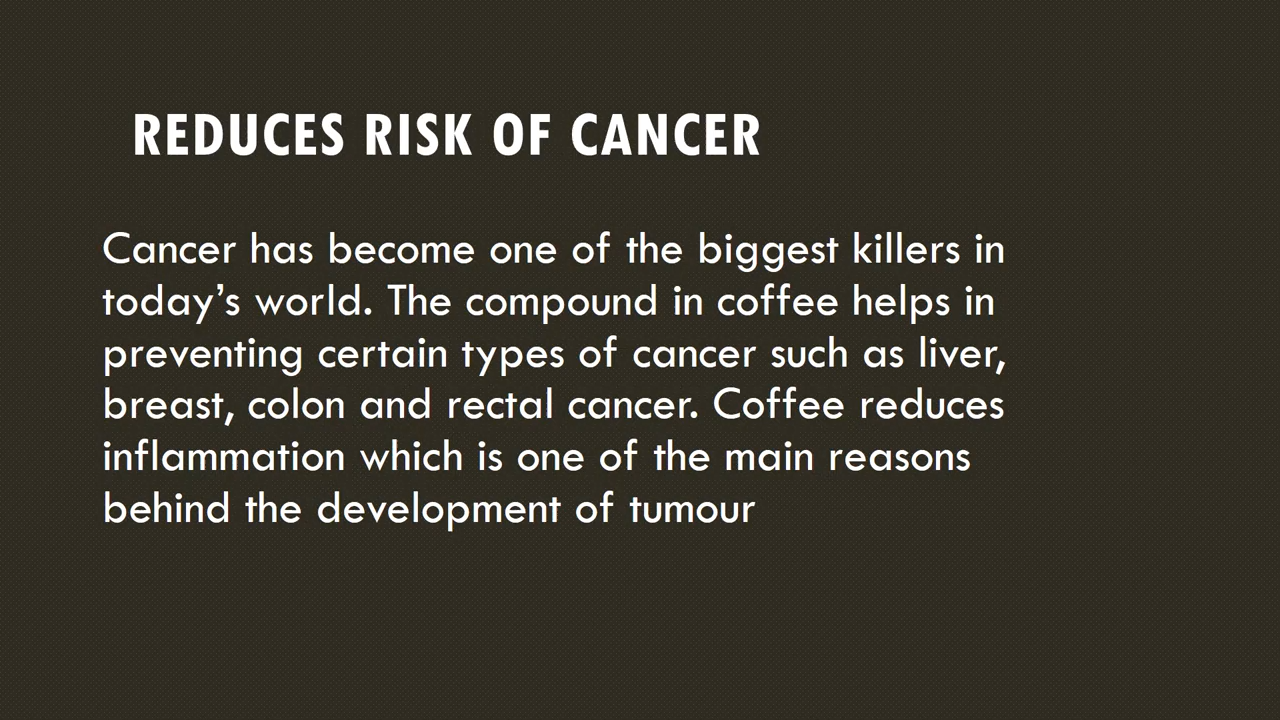 REDUCES RISK OF CANCER
Cancer has become one of the biggest killers in
today’s world. The compound in coffee helps in
preventing certain types of cancer such as liver,
breast, colon and rectal cancer. Coffee reduces
inflammation which is one of the main reasons
behind the development of tumour